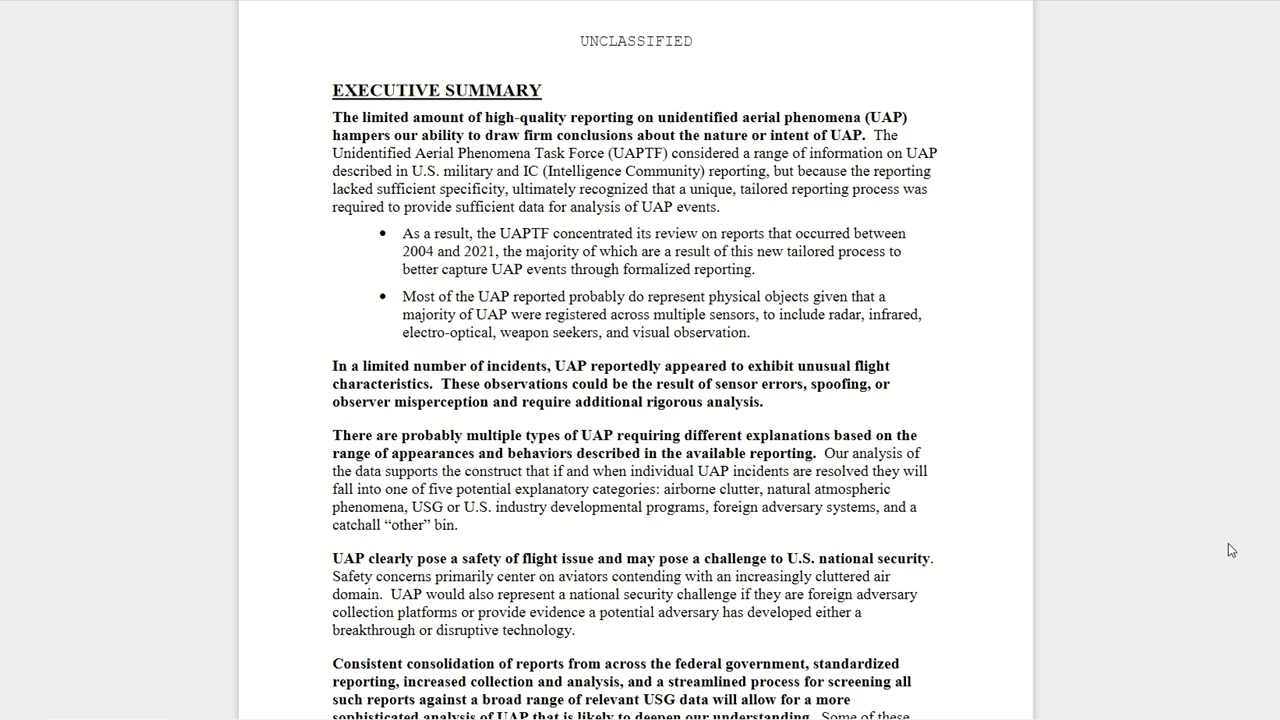 UNCLASSIFIED
EXECUTIVE SUMMARY
The limited amount of high-quality reporting on unidentified aerial phenomena (UAP)
hampers our ability to draw firm conclusions about the nature or intent of UAP. The
Unidentified Aerial Phenomena Task Force (UAPTF) considered a range of information on UAP
described in U.S. military and IC (Intelligence Community) reporting, but because the reporting
lacked sufficient specificity, ultimately recognized that a unique, tailored reporting process was
required to provide sufficient data for analysis of UAP events.
• As a result, the UAPTF concentrated its review on reports that occurred between
2004 and 2021, the majority of which are a result of this new tailored process to
better capture UAP events through formalized reporting.
• Most of the UAP reported probably do represent physical objects given that a
majority of UAP were registered across multiple sensors, to include radar, infrared,
electro-optical, weapon seekers, and visual observation.
In a limited number of incidents, UAP reportedly appeared to exhibit unusual flight
characteristics. These observations could be the result of sensor errors, spoofing, or
observer misperception and require additional rigorous analysis.
There are probably multiple types of UAP requiring different explanations based on the
range of appearances and behaviors described in the available reporting. Our analysis of
the data supports the construct that if and when individual UAP incidents are resolved they will
fall into one of five potential explanatory categories: airborne clutter, natural atmospheric
phenomena, USG or U.S. industry developmental programs, foreign adversary systems, and a
catchall “other” bin.
UAP clearly pose a safety of flight issue and may pose a challenge to U.S. national security.
Safety concerns primarily center on aviators contending with an increasingly cluttered air
domain. UAP would also represent a national security challenge if they are foreign adversary
collection platforms or provide evidence a potential adversary has developed either a
breakthrough or disruptive technology.
Consistent consolidation of reports from across the federal government, standardized
reporting, increased collection and analysis, and a streamlined process for screening all
such reports against a broad range of relevant USG data will allow for a more
sophisticated analysis of UAP that is likely to deepen our understanding. Some of these